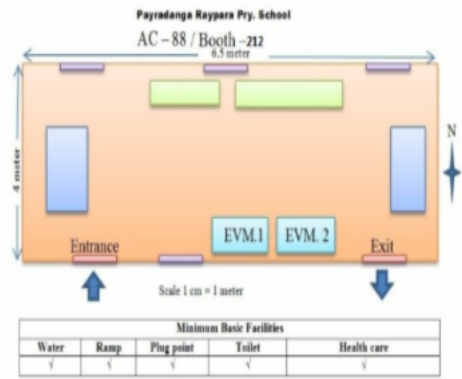 Payradanga Raypara Pry. School
AC – 88 / Booth –212
6.5 meter
4 meter
N
EVM.1 EVM. 2
Entrance Exit
Scale 1 cm = 1 meter
Minimum Basic Facilities
Water Ramp Plug point Toilet Health care
√ √ √ √ √